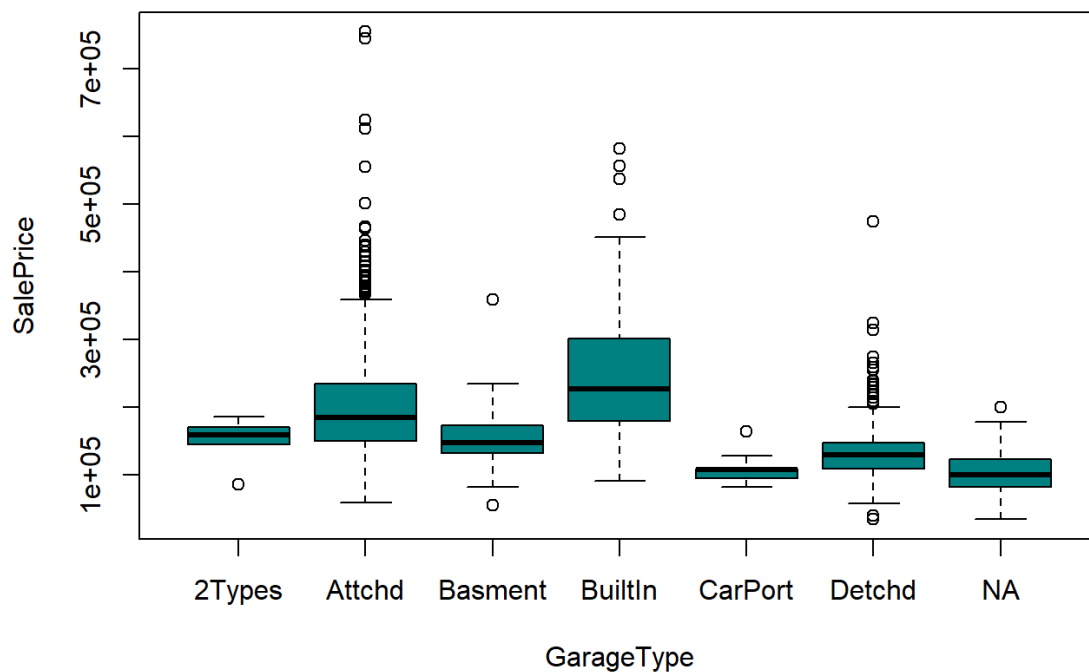 7e+05
5e+05
3e+05
1e+05
SalePrice
2Types Attchd Basment BuiltIn CarPort Detchd NA
GarageType